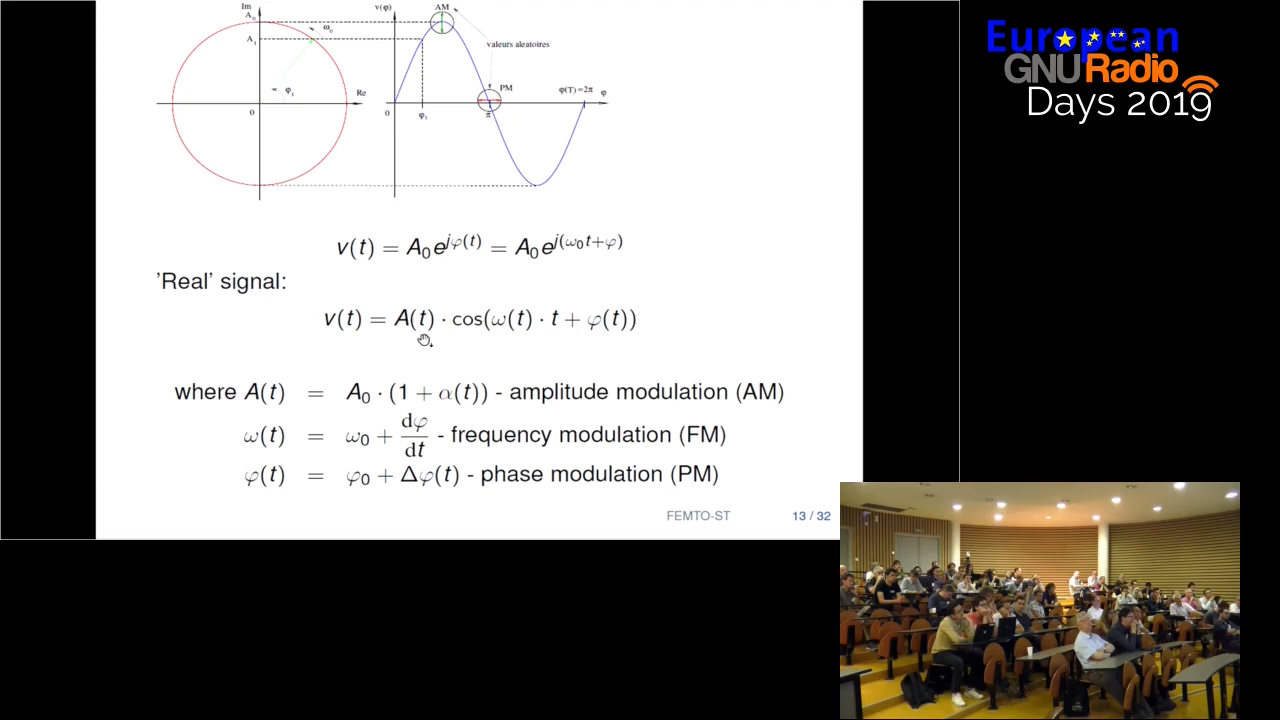 Im
A₀
ω₀
A₁
φ₁
Re
0
v(φ)
AM
valeurs aleatoires
PM
φ(T) =2π
φ
0
φ₁
π
v(t) = A₀e^{jφ(t)} = A₀e^{j(ω₀t+φ)}
'Real' signal:
v(t) = A(t) · cos(ω(t) · t + φ(t))
where A(t) = A₀ · (1 + α(t)) - amplitude modulation (AM)
ω(t) = ω₀ + dφ/dt - frequency modulation (FM)
φ(t) = φ₀ + Δφ(t) - phase modulation (PM)
FEMTO-ST 13 / 32
European
GNURadio
Days 2019